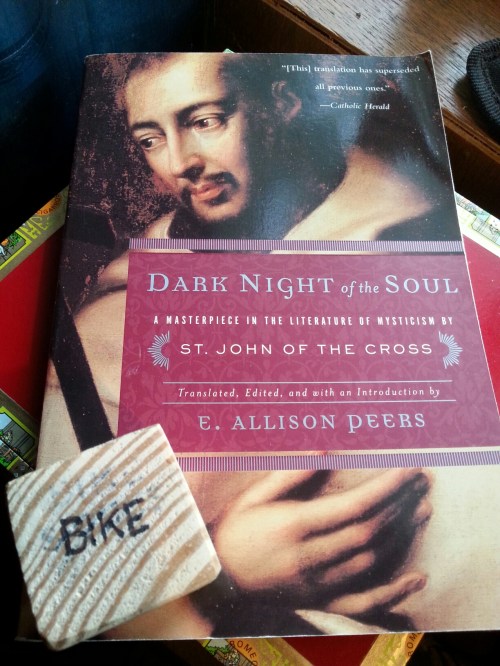 “[This] translation has superseded
all previous ones.”
—Catholic Herald
DARK NIGHT of the SOUL
A MASTERPIECE IN THE LITERATURE OF MYSTICISM BY
ST. JOHN OF THE CROSS
Translated, Edited, and with an Introduction by
E. ALLISON PEERS
BIKE